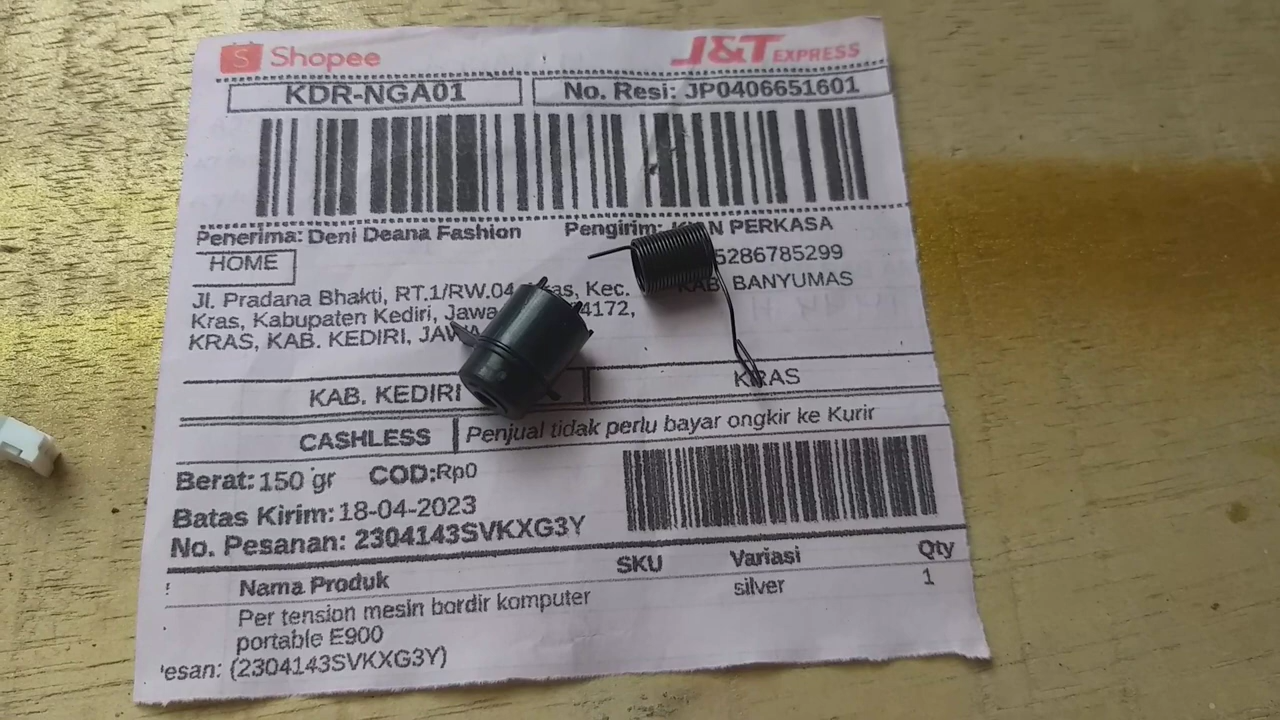 S Shopee
J&T EXPRESS
KDR-NGA01
No. Resi: JP0406651601
Penerima: Deni Deana Fashion
Pengirim: N PERKASA
HOME
5286785299
KAB. BANYUMAS
Jl. Pradana Bhakti, RT.1/RW.04 Kec.
Kras, Kabupaten Kediri, Jawa 4172,
KRAS, KAB. KEDIRI, JAWA
KAB. KEDIRI
KRAS
CASHLESS
Penjual tidak perlu bayar ongkir ke Kurir
Berat: 150 gr
COD:Rp0
Batas Kirim: 18-04-2023
No. Pesanan: 2304143SVKXG3Y
Nama Produk
SKU
Variasi
Qty
Per tension mesin bordir komputer
portable E900
silver
1
esan: (2304143SVKXG3Y)